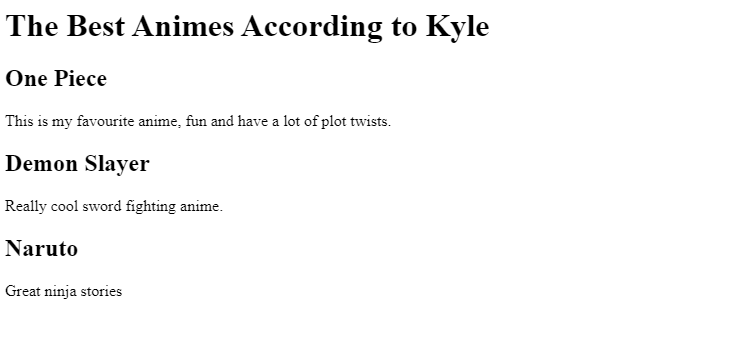 The Best Animes According to Kyle
One Piece
This is my favourite anime, fun and have a lot of plot twists.
Demon Slayer
Really cool sword fighting anime.
Naruto
Great ninja stories